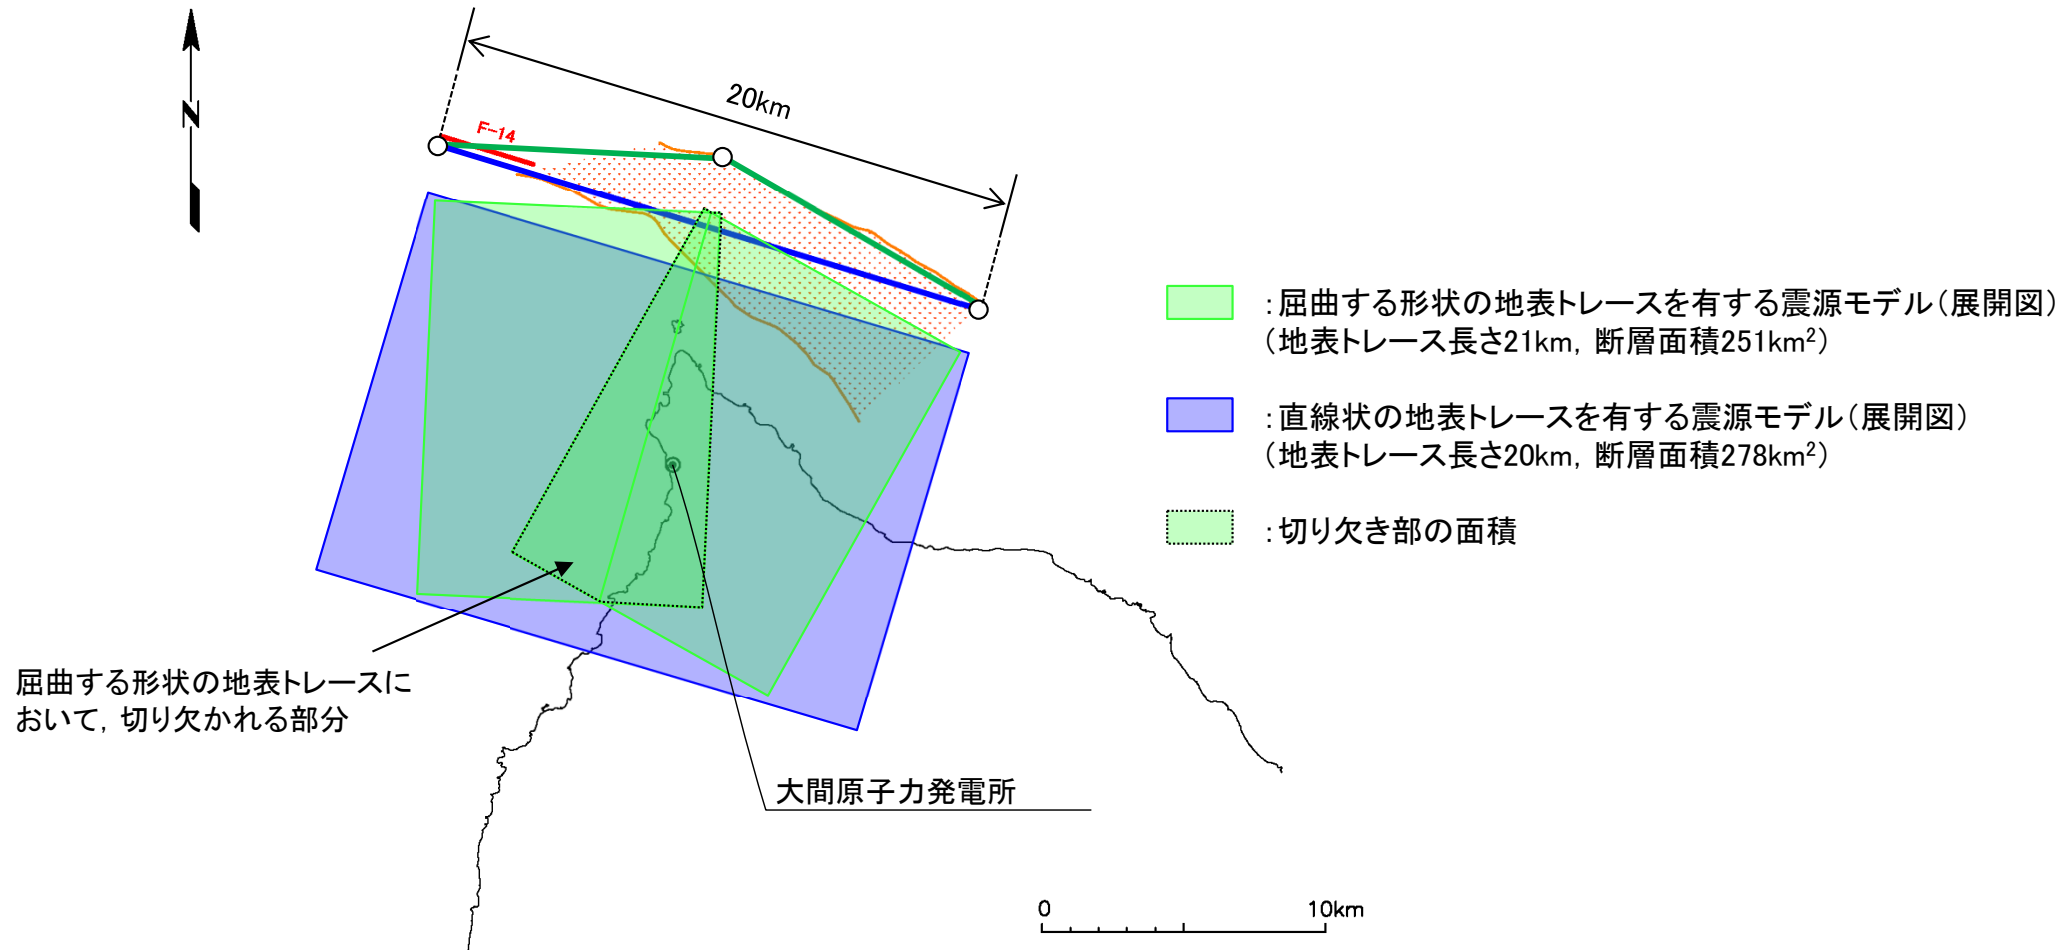 N
20km
F-14
:屈曲する形状の地表トレースを有する震源モデル(展開図)
(地表トレース長さ21km, 断層面積251km²)
:直線状の地表トレースを有する震源モデル(展開図)
(地表トレース長さ20km, 断層面積278km²)
:切り欠き部の面積
屈曲する形状の地表トレースに
おいて, 切り欠かれる部分
大間原子力発電所
0
10km